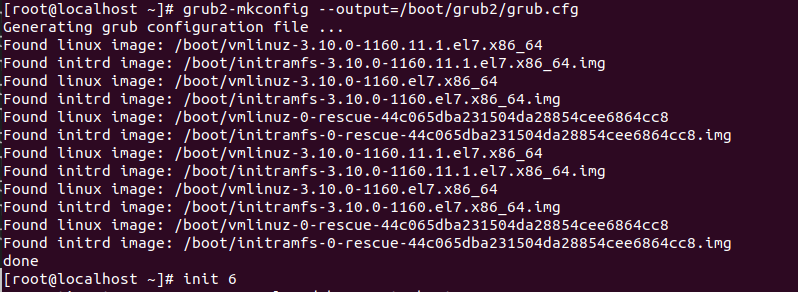 [root@localhost ~]# grub2-mkconfig --output=/boot/grub2/grub.cfg
Generating grub configuration file ...
Found linux image: /boot/vmlinuz-3.10.0-1160.11.1.el7.x86_64
Found initrd image: /boot/initramfs-3.10.0-1160.11.1.el7.x86_64.img
Found linux image: /boot/vmlinuz-3.10.0-1160.el7.x86_64
Found initrd image: /boot/initramfs-3.10.0-1160.el7.x86_64.img
Found linux image: /boot/vmlinuz-0-rescue-44c065dba231504da28854cee6864cc8
Found initrd image: /boot/initramfs-0-rescue-44c065dba231504da28854cee6864cc8.img
Found linux image: /boot/vmlinuz-3.10.0-1160.11.1.el7.x86_64
Found initrd image: /boot/initramfs-3.10.0-1160.11.1.el7.x86_64.img
Found linux image: /boot/vmlinuz-3.10.0-1160.el7.x86_64
Found initrd image: /boot/initramfs-3.10.0-1160.el7.x86_64.img
Found linux image: /boot/vmlinuz-0-rescue-44c065dba231504da28854cee6864cc8
Found initrd image: /boot/initramfs-0-rescue-44c065dba231504da28854cee6864cc8.img
done
[root@localhost ~]# init 6